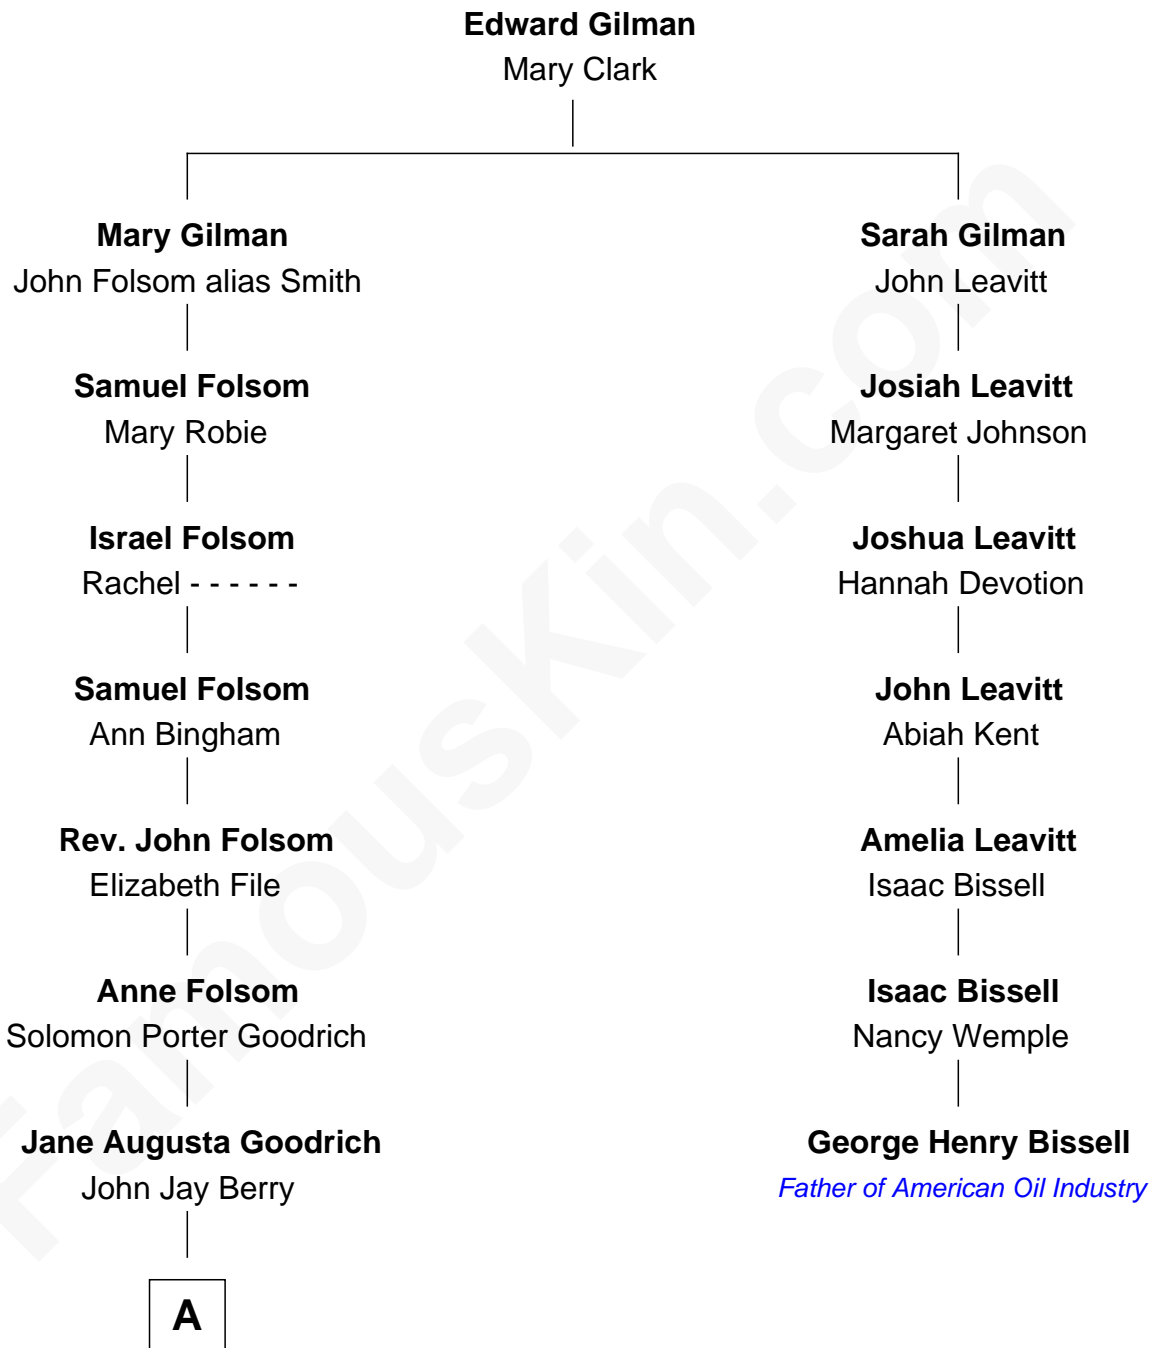 Edward Gilman
Mary Clark
Mary Gilman
John Folsom alias Smith
Sarah Gilman
John Leavitt
Samuel Folsom
Mary Robie
Josiah Leavitt
Margaret Johnson
Israel Folsom
Rachel - - - - - -
Joshua Leavitt
Hannah Devotion
Samuel Folsom
Ann Bingham
John Leavitt
Abiah Kent
Rev. John Folsom
Elizabeth File
Amelia Leavitt
Isaac Bissell
Anne Folsom
Solomon Porter Goodrich
Isaac Bissell
Nancy Wemple
Jane Augusta Goodrich
John Jay Berry
George Henry Bissell
Father of American Oil Industry
A
FamousKin.com